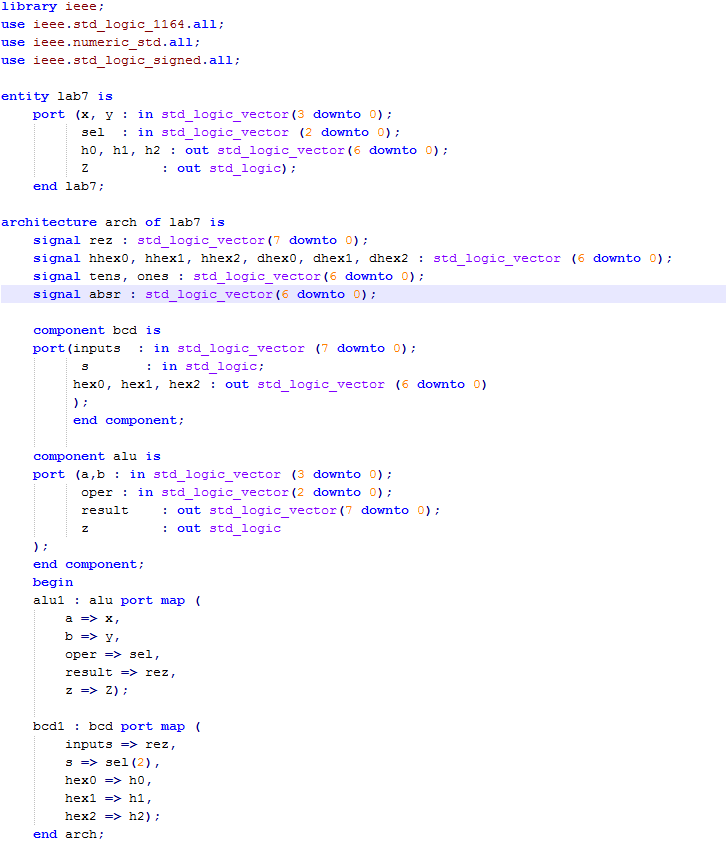 library ieee;
use ieee.std_logic_1164.all;
use ieee.numeric_std.all;
use ieee.std_logic_signed.all;

entity lab7 is
    port (x, y : in std_logic_vector(3 downto 0);
          sel  : in std_logic_vector (2 downto 0);
          h0, h1, h2 : out std_logic_vector(6 downto 0);
          Z         : out std_logic);
    end lab7;

architecture arch of lab7 is
    signal rez : std_logic_vector(7 downto 0);
    signal hhex0, hhex1, hhex2, dhex0, dhex1, dhex2 : std_logic_vector (6 downto 0);
    signal tens, ones : std_logic_vector(6 downto 0);
    signal absr : std_logic_vector(6 downto 0);

    component bcd is
    port(inputs  : in std_logic_vector (7 downto 0);
          s       : in std_logic;
         hex0, hex1, hex2 : out std_logic_vector (6 downto 0)
         );
         end component;

    component alu is
    port (a,b : in std_logic_vector (3 downto 0);
          oper : in std_logic_vector(2 downto 0);
          result    : out std_logic_vector(7 downto 0);
          z         : out std_logic
    );
    end component;
    begin
    alu1 : alu port map (
        a => x,
        b => y,
        oper => sel,
        result => rez,
        z => Z);

    bcd1 : bcd port map (
        inputs => rez,
        s => sel(2),
        hex0 => h0,
        hex1 => h1,
        hex2 => h2);
    end arch;